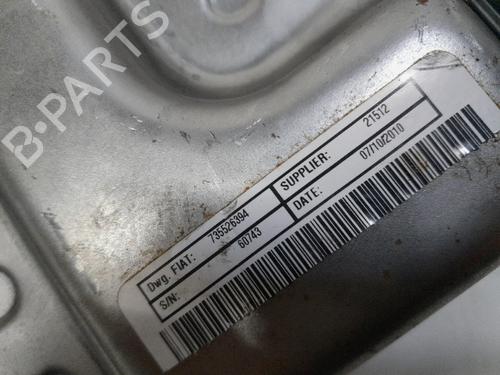 B-PARTS
Dwg. FIAT: 735526394 SUPPLIER: 21512
S/N: 60743 DATE: 07/10/2010